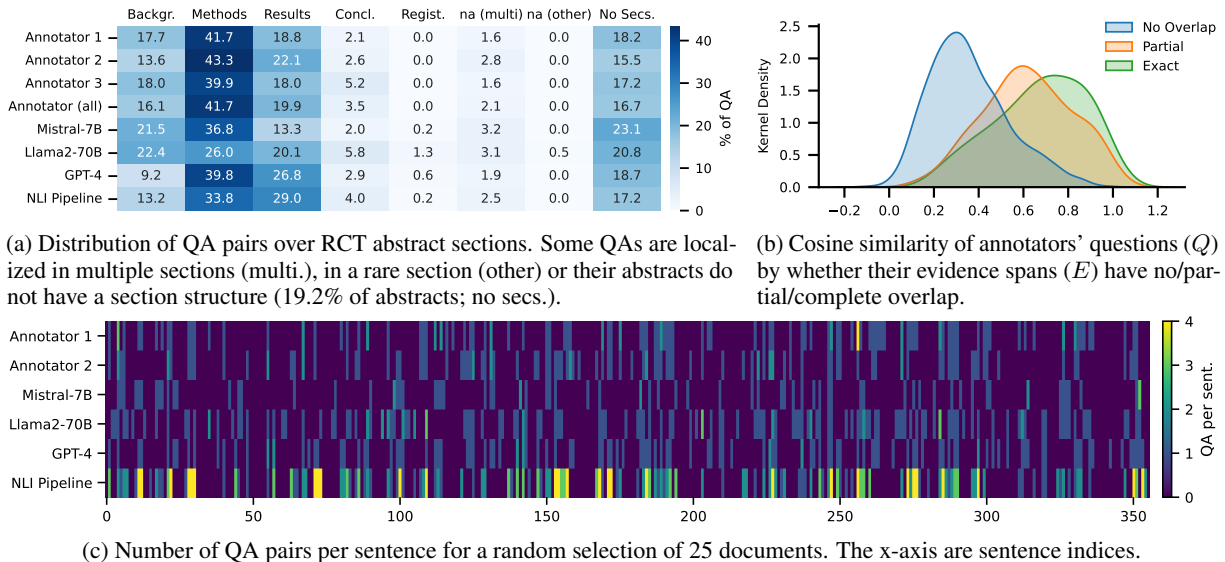 Backgr. Methods Results Concl. Regist. na (multi) na (other) No Secs.
Annotator 1 17.7 41.7 18.8 2.1 0.0 1.6 0.0 18.2
Annotator 2 13.6 43.3 22.1 2.6 0.0 2.8 0.0 15.5
Annotator 3 18.0 39.9 18.0 5.2 0.0 1.6 0.0 17.2
Annotator (all) 16.1 41.7 19.9 3.5 0.0 2.1 0.0 16.7
Mistral-7B 21.5 36.8 13.3 2.0 0.2 3.2 0.0 23.1
Llama2-70B 22.4 26.0 20.1 5.8 1.3 3.1 0.5 20.8
GPT-4 9.2 39.8 26.8 2.9 0.6 1.9 0.0 18.7
NLI Pipeline 13.2 33.8 29.0 4.0 0.2 2.5 0.0 17.2
40
30
20
10
0
% of QA
(a) Distribution of QA pairs over RCT abstract sections. Some QAs are local-
ized in multiple sections (multi.), in a rare section (other) or their abstracts do
not have a section structure (19.2% of abstracts; no secs.).
No Overlap
Partial
Exact
Kernel Density
2.5
2.0
1.5
1.0
0.5
0.0
−0.2 0.0 0.2 0.4 0.6 0.8 1.0 1.2
(b) Cosine similarity of annotators' questions (Q)
by whether their evidence spans (E) have no/par-
tial/complete overlap.
Annotator 1
Annotator 2
Mistral-7B
Llama2-70B
GPT-4
NLI Pipeline
0 50 100 150 200 250 300 350
4
3
2
1
0
QA per sent.
(c) Number of QA pairs per sentence for a random selection of 25 documents. The x-axis are sentence indices.